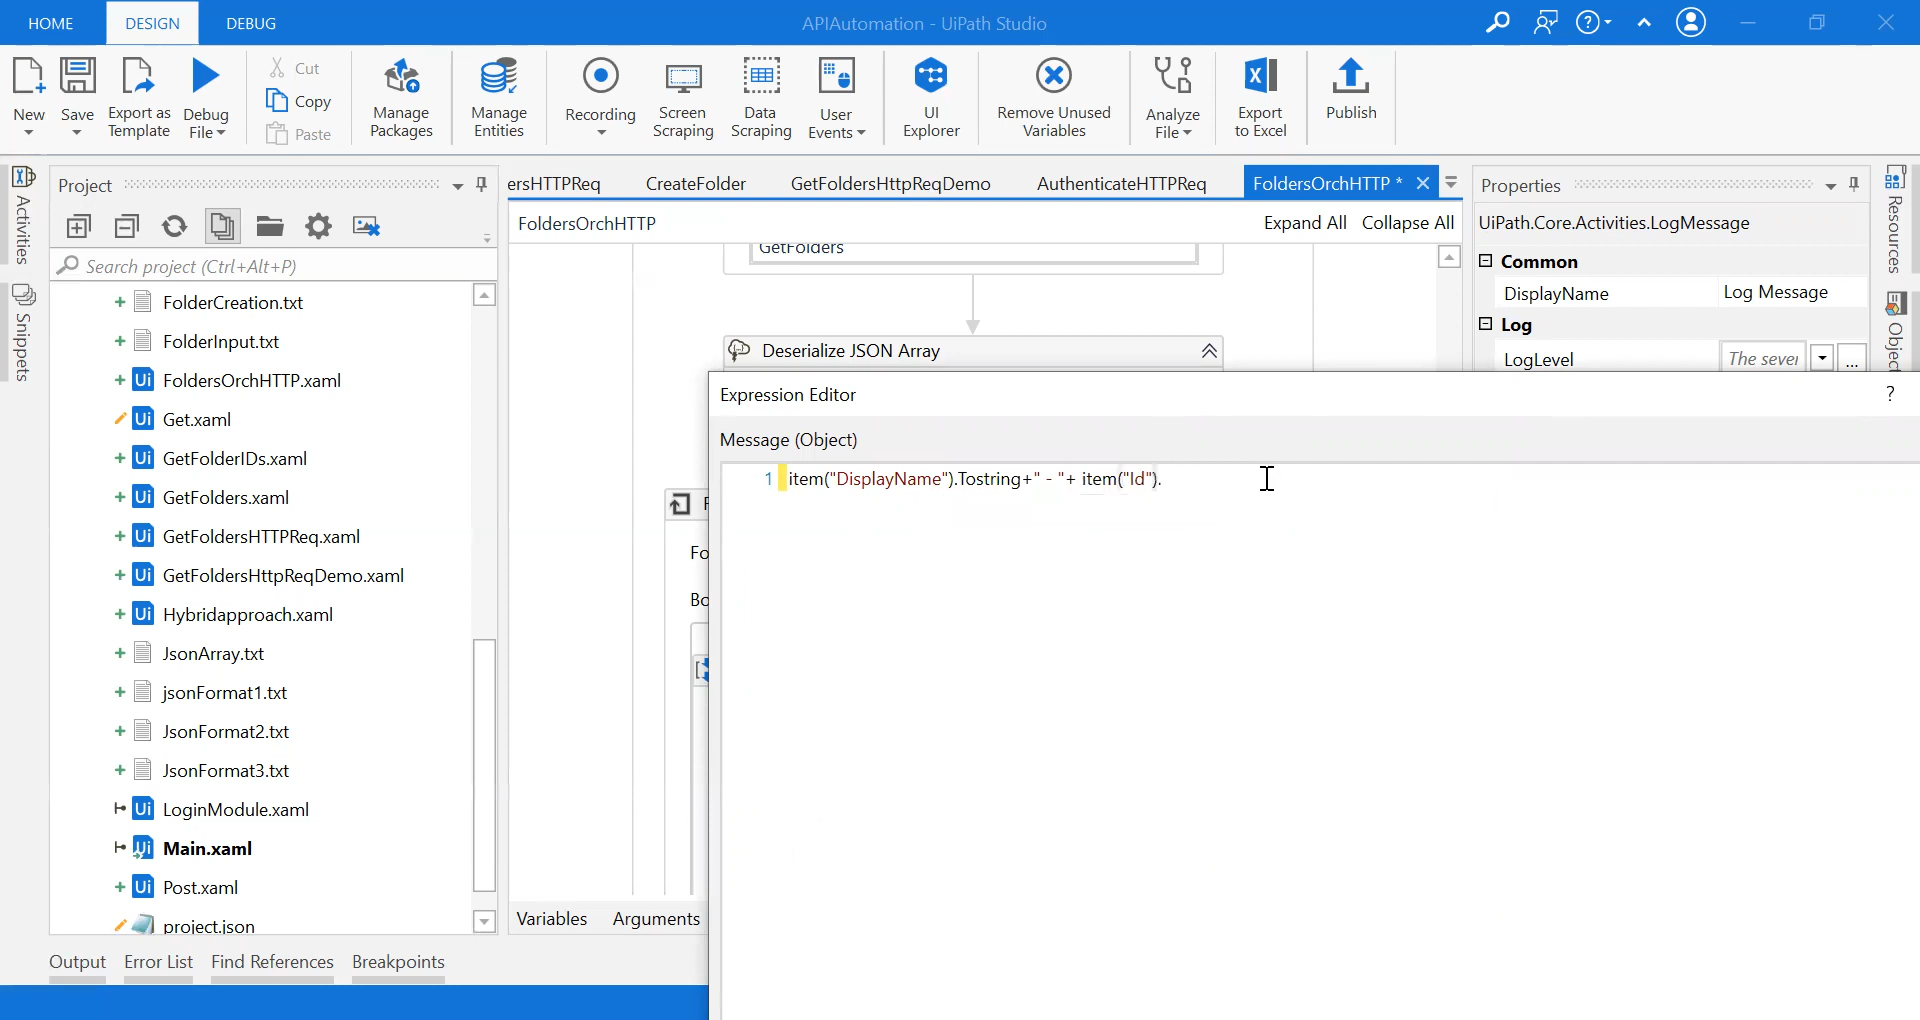 HOME
DESIGN
DEBUG
APIAutomation - UiPath Studio
New
Save
Export as
Template
Debug
File
Cut
Copy
Paste
Manage
Packages
Manage
Entities
Recording
Screen
Scraping
Data
Scraping
User
Events
UI
Explorer
Remove Unused
Variables
Analyze
File
Export
to Excel
Publish
Activities
Snippets
Project
Search project (Ctrl+Alt+P)
FolderCreation.txt
FolderInput.txt
FoldersOrchHTTP.xaml
Get.xaml
GetFolderIDs.xaml
GetFolders.xaml
GetFoldersHTTPReq.xaml
GetFoldersHttpReqDemo.xaml
Hybridapproach.xaml
JsonArray.txt
jsonFormat1.txt
JsonFormat2.txt
JsonFormat3.txt
LoginModule.xaml
Main.xaml
Post.xaml
project.json
Output
Error List
Find References
Breakpoints
ersHTTPReq
CreateFolder
GetFoldersHttpReqDemo
AuthenticateHTTPReq
FoldersOrchHTTP *
FoldersOrchHTTP
Expand All
Collapse All
GetFolders
Deserialize JSON Array
Fo
Bo
Variables
Arguments
Expression Editor
?
Message (Object)
1
item("DisplayName").Tostring+" - "+ item("Id").
Properties
UiPath.Core.Activities.LogMessage
Common
DisplayName
Log Message
Log
LogLevel
The sever
...
Resources
Object